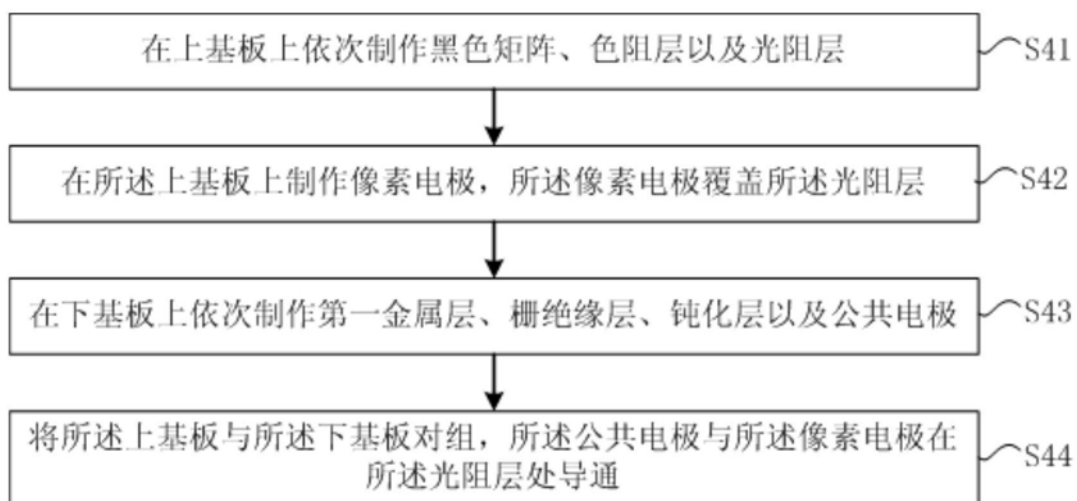 在上基板上依次制作黑色矩阵、色阻层以及光阻层
S41
在所述上基板上制作像素电极，所述像素电极覆盖所述光阻层
S42
在下基板上依次制作第一金属层、栅绝缘层、钝化层以及公共电极
S43
将所述上基板与所述下基板对组，所述公共电极与所述像素电极在
所述光阻层处导通
S44